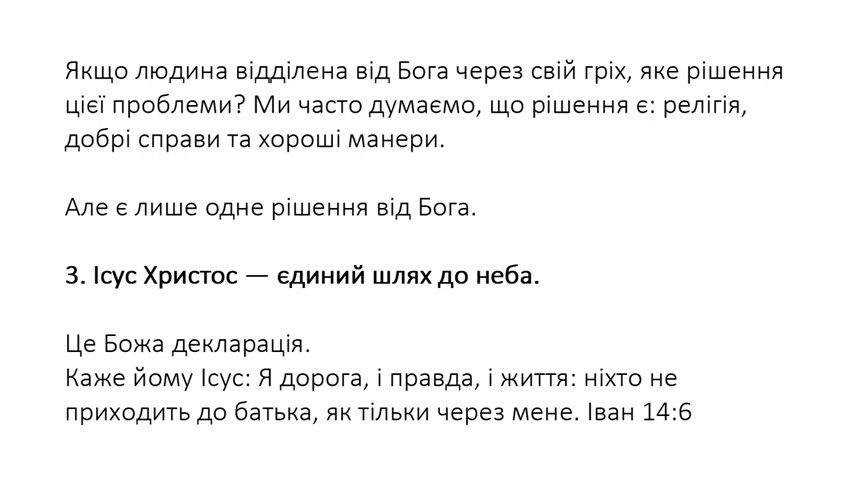 Якщо людина відділена від Бога через свій гріх, яке рішення
цієї проблеми? Ми часто думаємо, що рішення є: релігія,
добрі справи та хороші манери.
Але є лише одне рішення від Бога.
3. Ісус Христос — єдиний шлях до неба.
Це Божа декларація.
Каже йому Ісус: Я дорога, і правда, і життя: ніхто не
приходить до батька, як тільки через мене. Іван 14:6